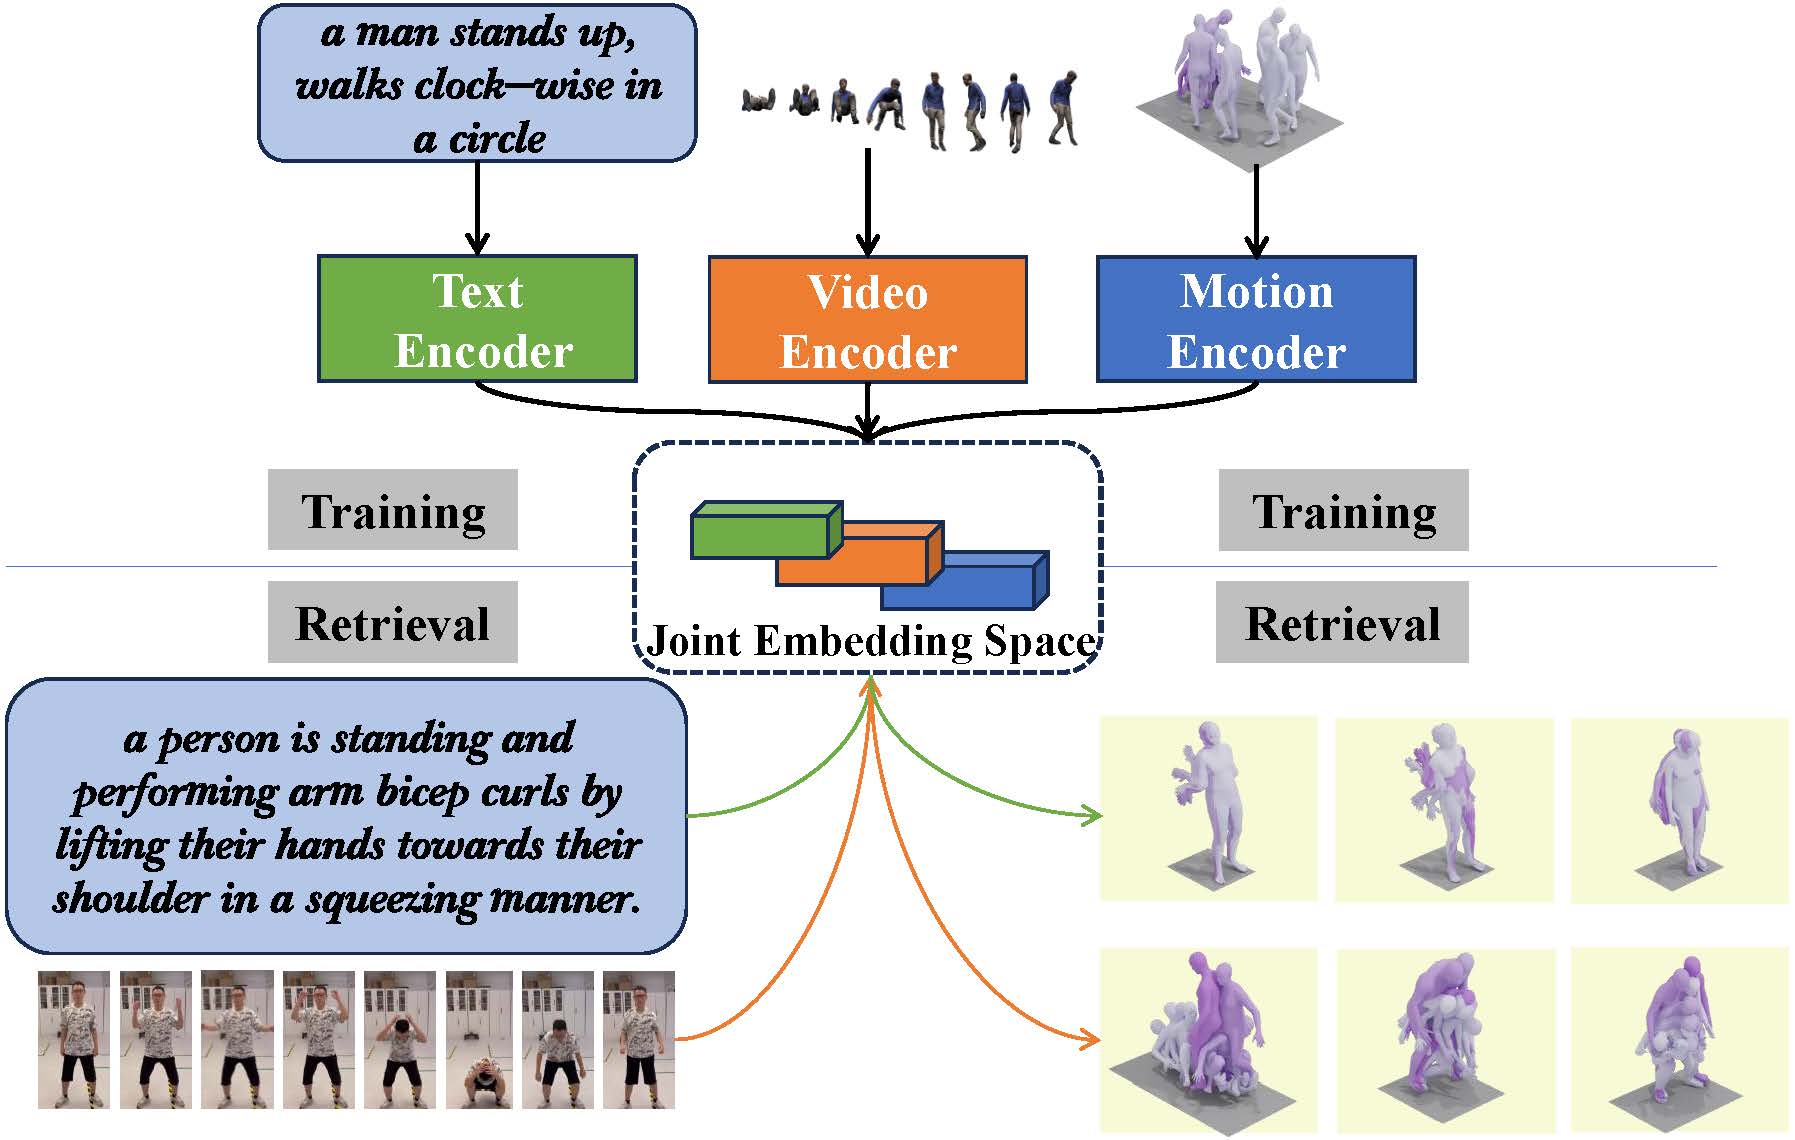 a man stands up,
walks clock-wise in
a circle
Text
Encoder
Video
Encoder
Motion
Encoder
Training
Training
Retrieval
Joint Embedding Space
Retrieval
a person is standing and
performing arm bicep curls by
lifting their hands towards their
shoulder in a squeezing manner.